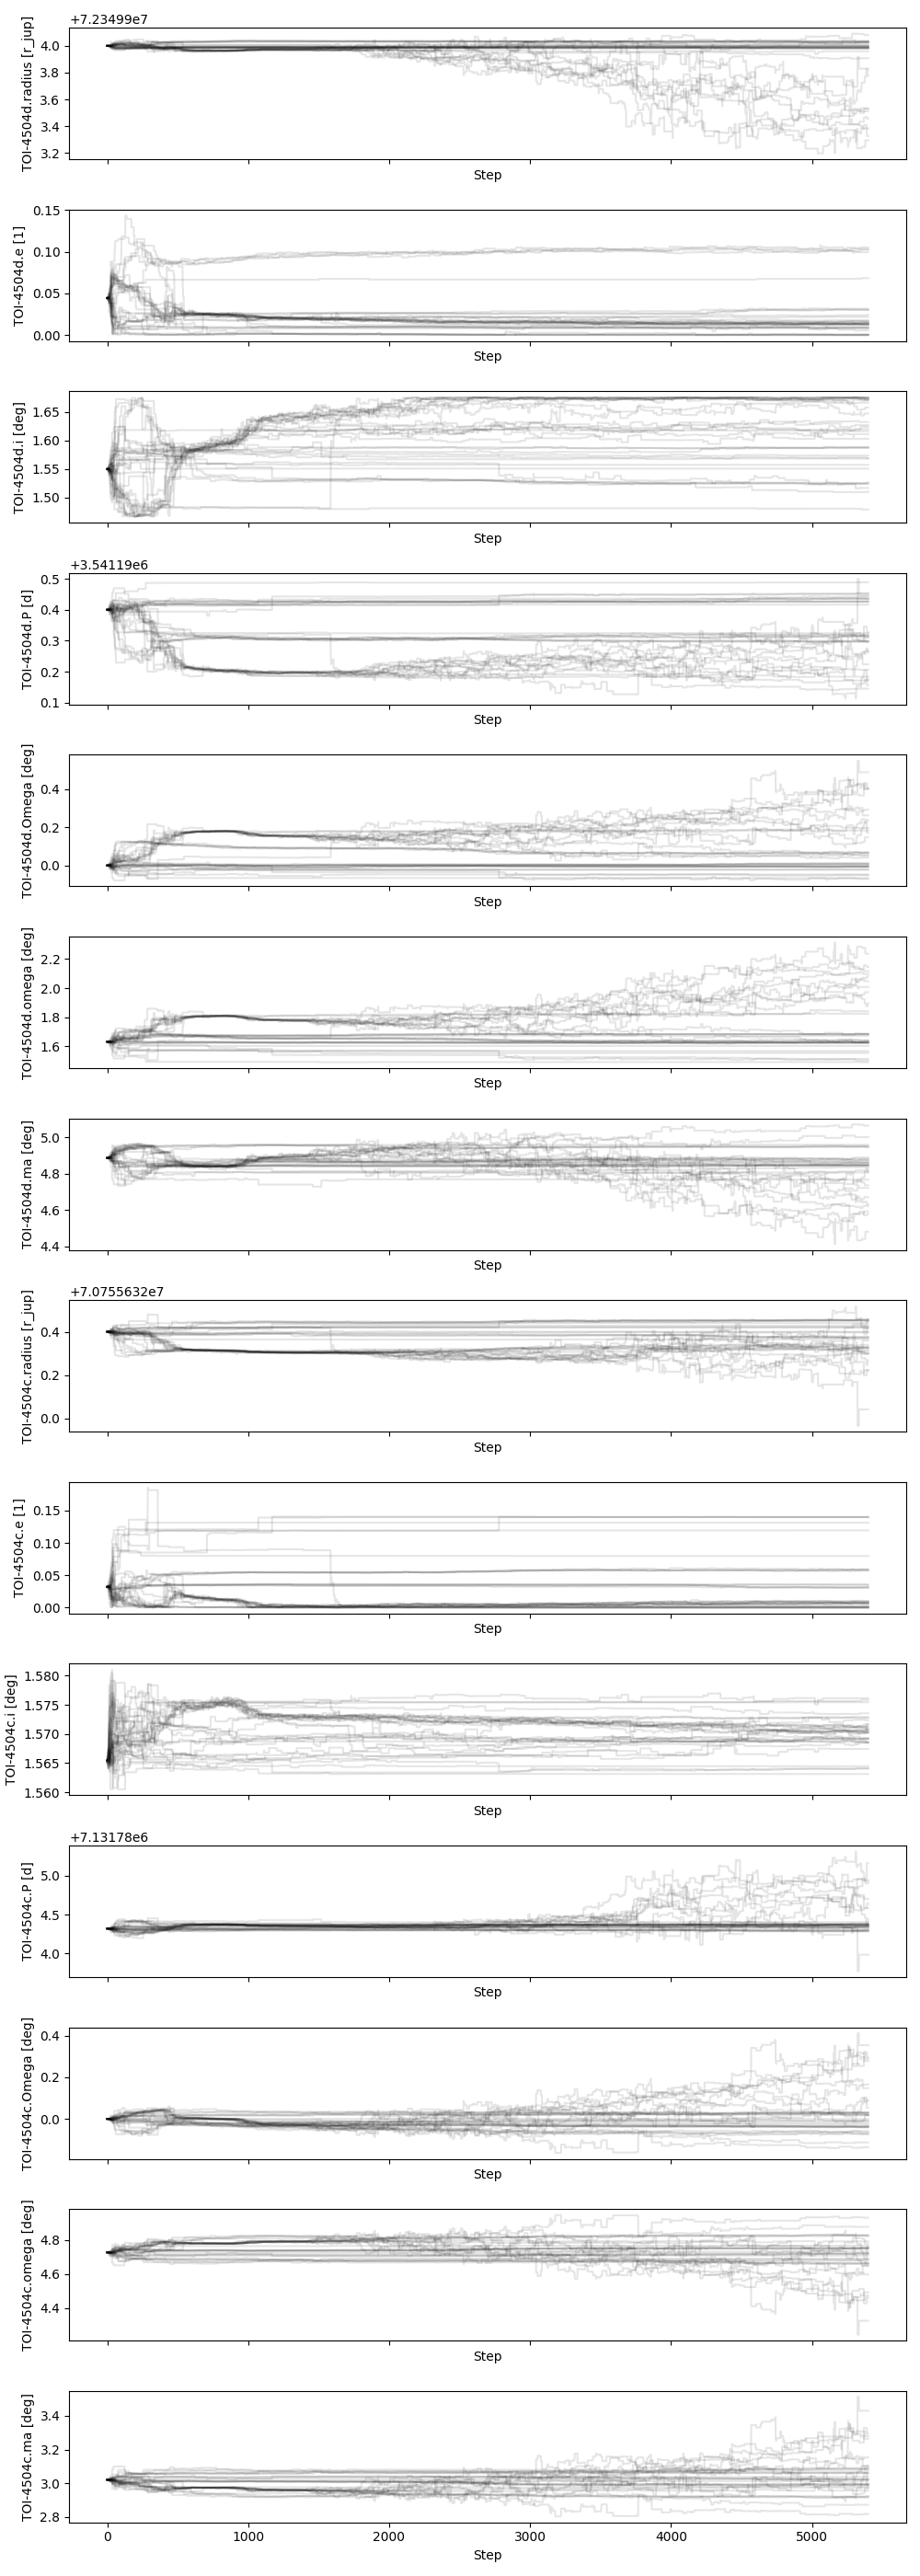 +7.23499e7
TOI-4504d.radius [r_jup]
4.0
3.8
3.6
3.4
3.2
Step
TOI-4504d.e [1]
0.15
0.10
0.05
0.00
Step
TOI-4504d.i [deg]
1.65
1.60
1.55
1.50
Step
+3.54119e6
TOI-4504d.P [d]
0.5
0.4
0.3
0.2
0.1
Step
TOI-4504d.Omega [deg]
0.4
0.2
0.0
Step
TOI-4504d.omega [deg]
2.2
2.0
1.8
1.6
Step
TOI-4504d.ma [deg]
5.0
4.8
4.6
4.4
Step
+7.0755632e7
TOI-4504c.radius [r_jup]
0.4
0.2
0.0
Step
TOI-4504c.e [1]
0.15
0.10
0.05
0.00
Step
TOI-4504c.i [deg]
1.580
1.575
1.570
1.565
1.560
Step
+7.13178e6
TOI-4504c.P [d]
5.0
4.5
4.0
Step
TOI-4504c.Omega [deg]
0.4
0.2
0.0
Step
TOI-4504c.omega [deg]
4.8
4.6
4.4
Step
TOI-4504c.ma [deg]
3.4
3.2
3.0
2.8
0 1000 2000 3000 4000 5000
Step